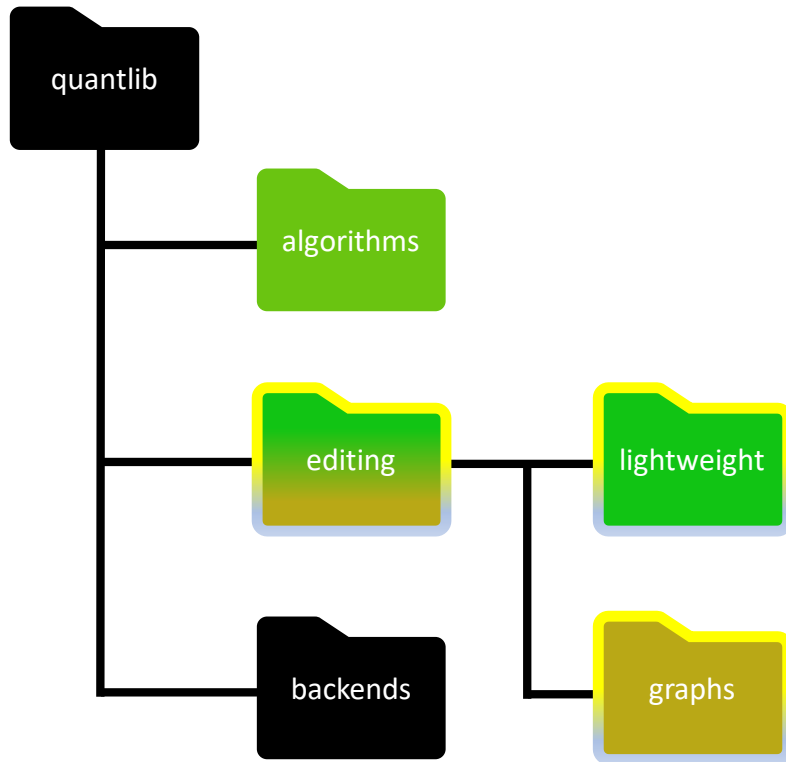 quantlib
algorithms
editing
lightweight
backends
graphs